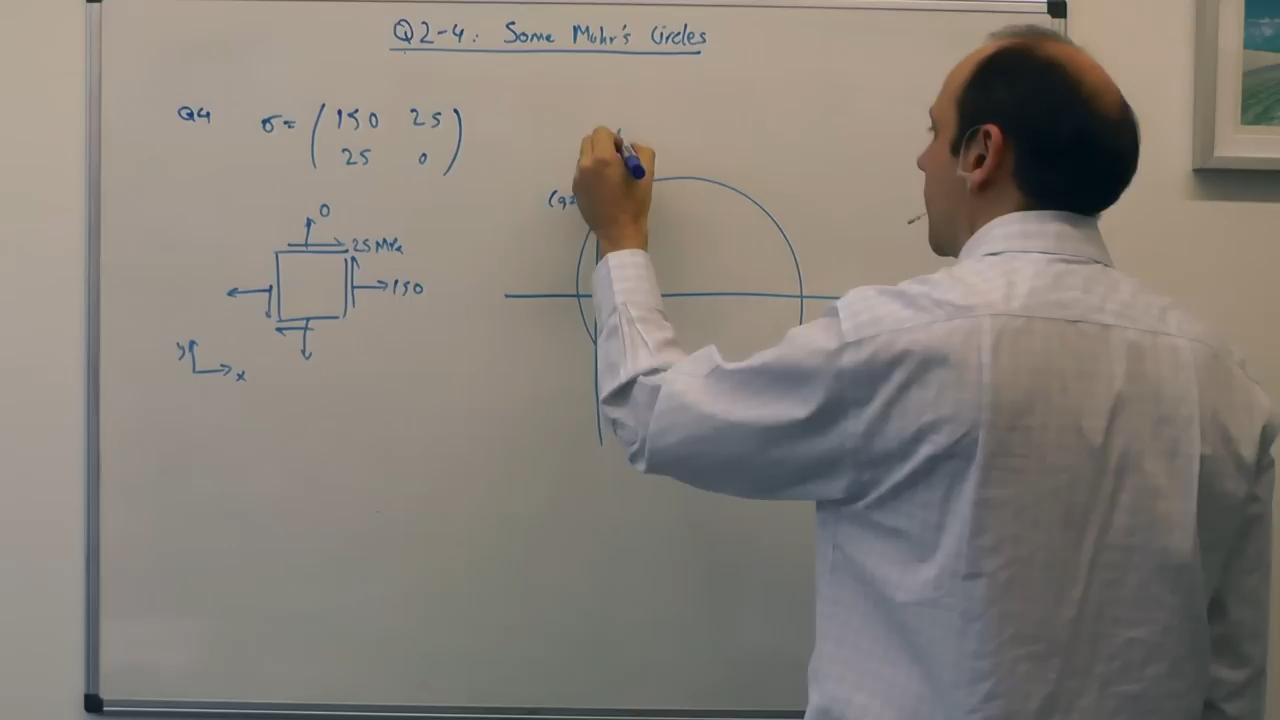 Q2-4: Some Mohr's Circles
Q4 σ= (150 25
25 0)
0
25 MPa
150
y
x